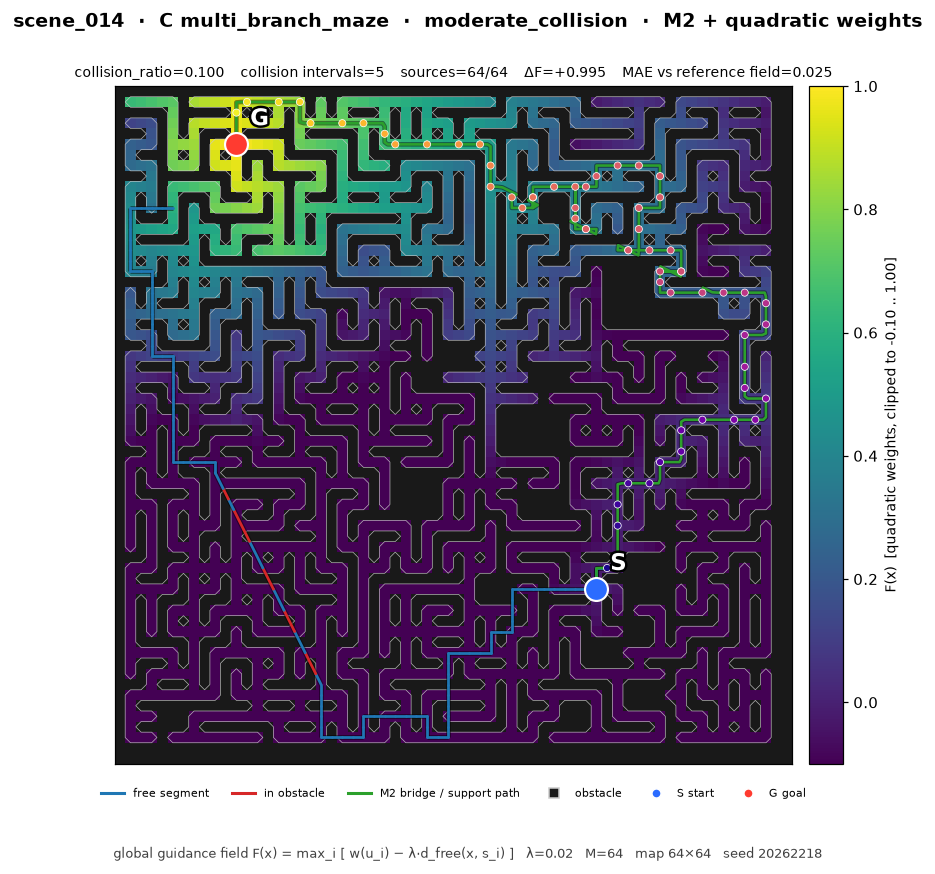 scene_014 · C multi_branch_maze · moderate_collision · M2 + quadratic weights
collision_ratio=0.100 collision intervals=5 sources=64/64 ΔF=+0.995 MAE vs reference field=0.025
G
S
1.0
0.8
0.6
0.4
0.2
0.0
F(x) [quadratic weights, clipped to -0.10 .. 1.00]
free segment
in obstacle
M2 bridge / support path
obstacle
S start
G goal
global guidance field F(x) = max_i [ w(u_i) − λ·d_free(x, s_i) ] λ=0.02 M=64 map 64×64 seed 20262218